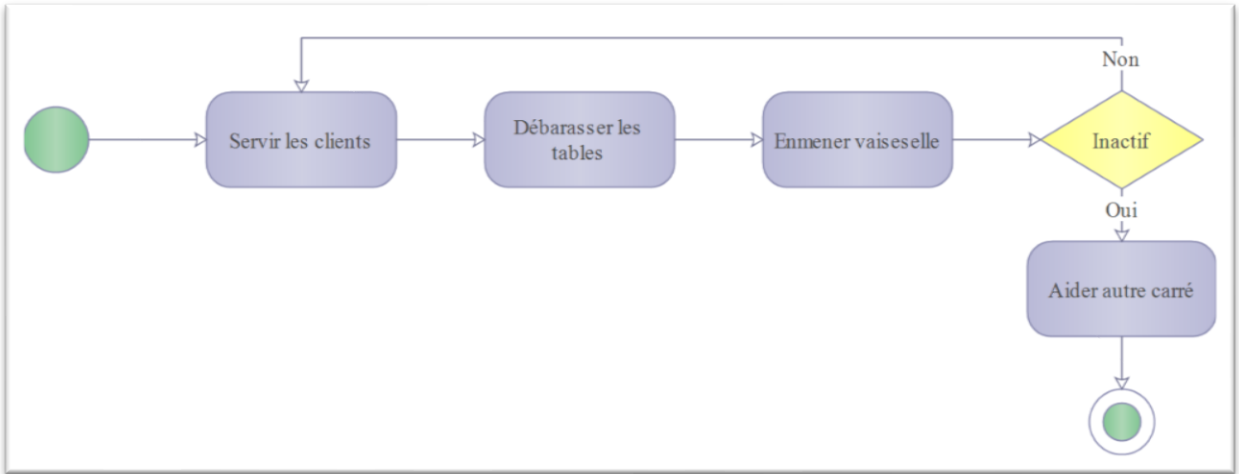 Non
Servir les clients
Débarasser les
tables
Enmener vaiseselle
Inactif
Oui
Aider autre carré